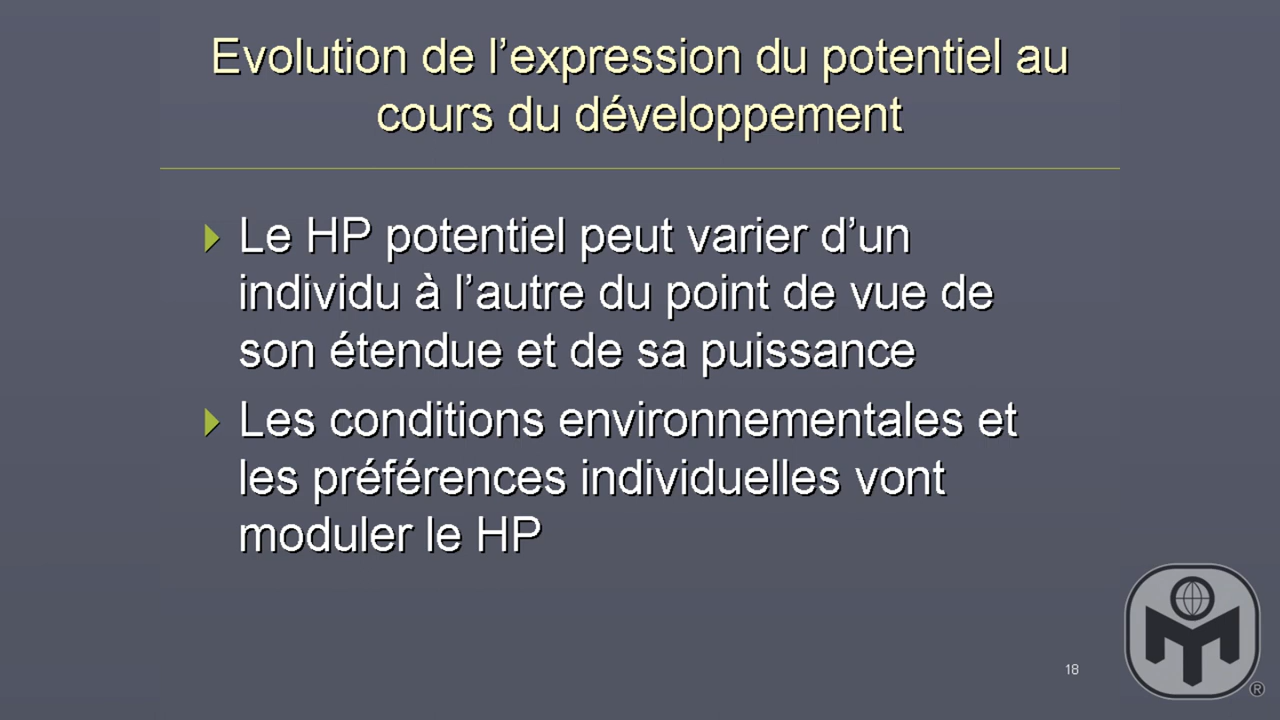 Evolution de l’expression du potentiel au
cours du développement
Le HP potentiel peut varier d’un
individu à l’autre du point de vue de
son étendue et de sa puissance
Les conditions environnementales et
les préférences individuelles vont
moduler le HP
18
®